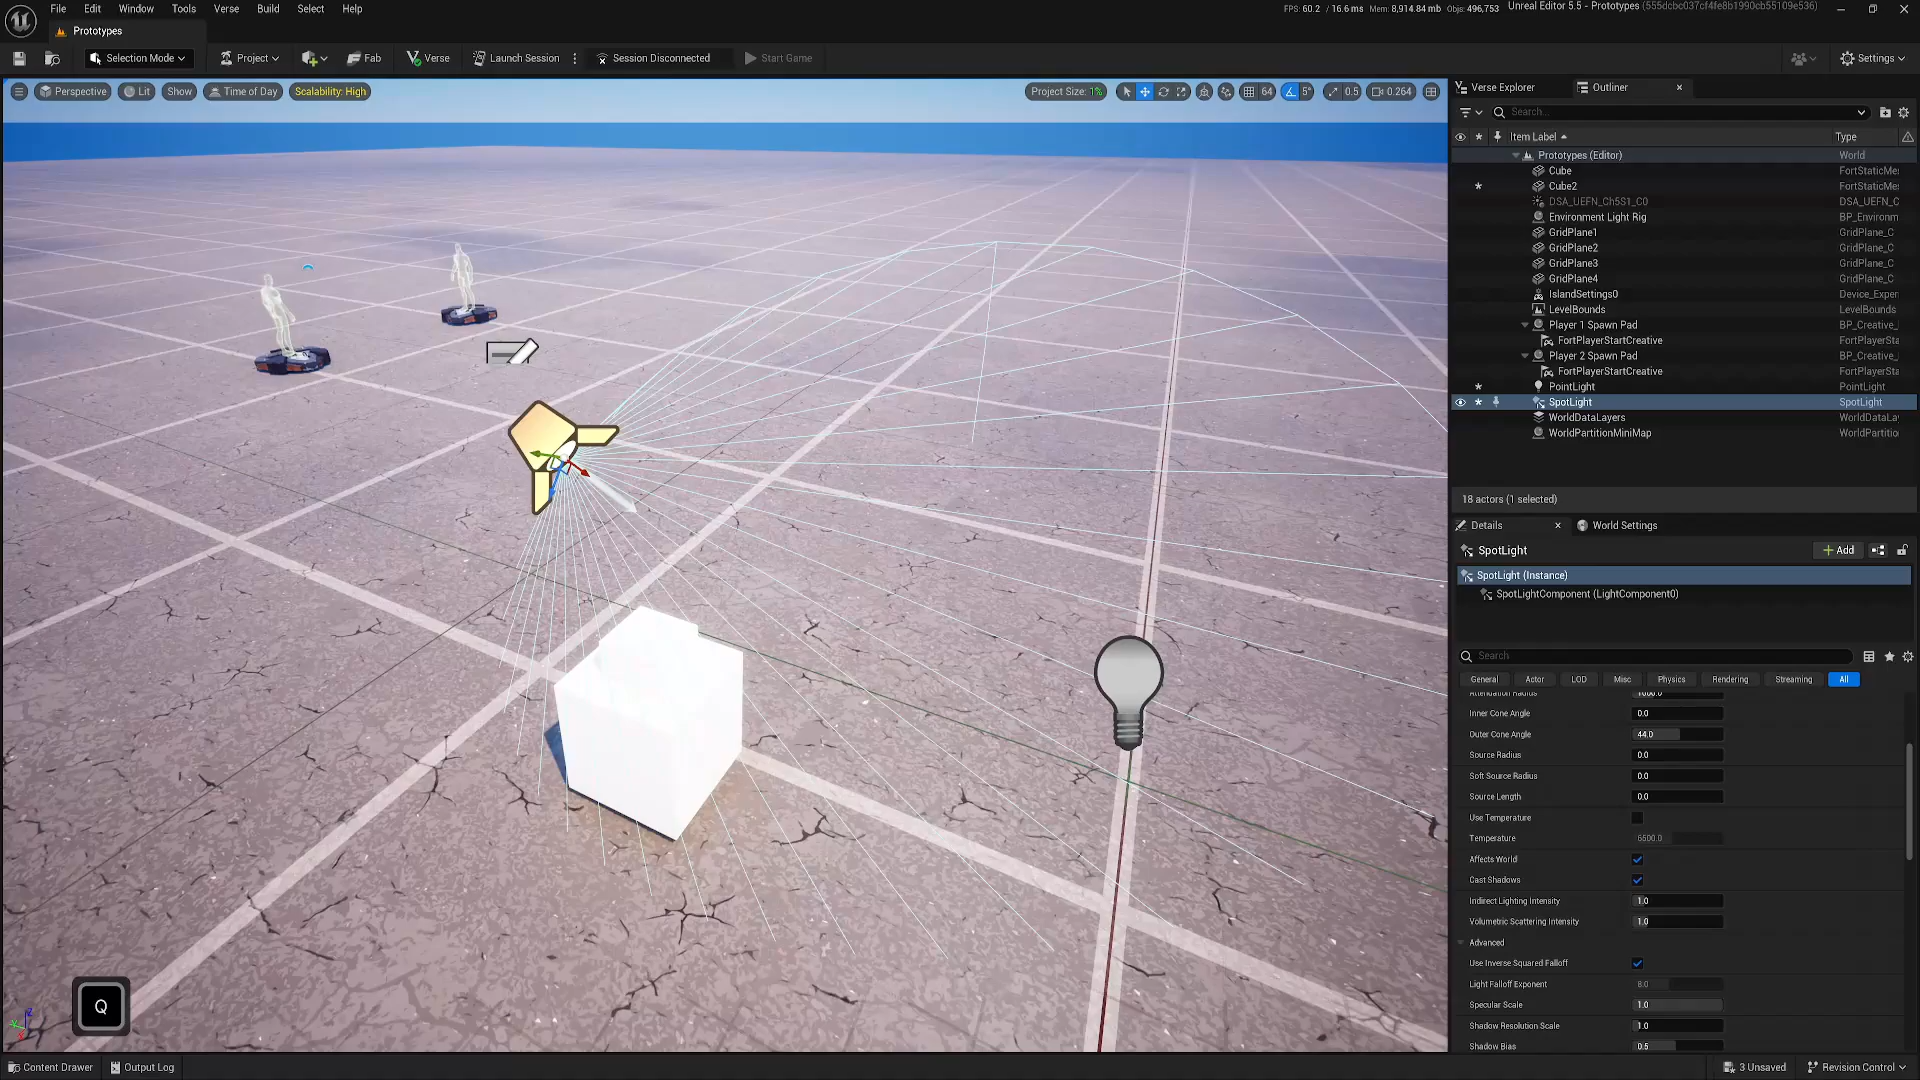 File Edit Window Tools Verse Build Select Help
FPS: 60.2 / 16.6 ms Mem: 8,914.84 mb Objs: 496,753
Unreal Editor 5.5 - Prototypes (555dcbc037cf4fe8b1990cb55109e536)
Prototypes
Selection Mode
Project
Fab
Verse
Launch Session
Session Disconnected
Start Game
Settings
Perspective
Lit
Show
Time of Day
Scalability: High
Project Size: 1%
64
5°
0.5
0.264
Verse Explorer
Outliner
Search...
Item Label
Type
Prototypes (Editor) World
Cube FortStaticMe
Cube2 FortStaticMe
DSA_UEFN_Ch5S1_C0 DSA_UEFN_C
Environment Light Rig BP_Environm
GridPlane1 GridPlane_C
GridPlane2 GridPlane_C
GridPlane3 GridPlane_C
GridPlane4 GridPlane_C
IslandSettings0 Device_Exper
LevelBounds LevelBounds
Player 1 Spawn Pad BP_Creative_
FortPlayerStartCreative FortPlayerSta
Player 2 Spawn Pad BP_Creative_
FortPlayerStartCreative FortPlayerSta
PointLight PointLight
SpotLight SpotLight
WorldDataLayers WorldDataLa
WorldPartitionMiniMap WorldPartitio
18 actors (1 selected)
Details
World Settings
SpotLight
Add
SpotLight (Instance)
SpotLightComponent (LightComponent0)
Search
General Actor LOD Misc Physics Rendering Streaming All
Attenuation Radius 1000.0
Inner Cone Angle 0.0
Outer Cone Angle 44.0
Source Radius 0.0
Soft Source Radius 0.0
Source Length 0.0
Use Temperature
Temperature 6500.0
Affects World
Cast Shadows
Indirect Lighting Intensity 1.0
Volumetric Scattering Intensity 1.0
Advanced
Use Inverse Squared Falloff
Light Falloff Exponent 8.0
Specular Scale 1.0
Shadow Resolution Scale 1.0
Shadow Bias 0.5
Q
Content Drawer
Output Log
3 Unsaved
Revision Control